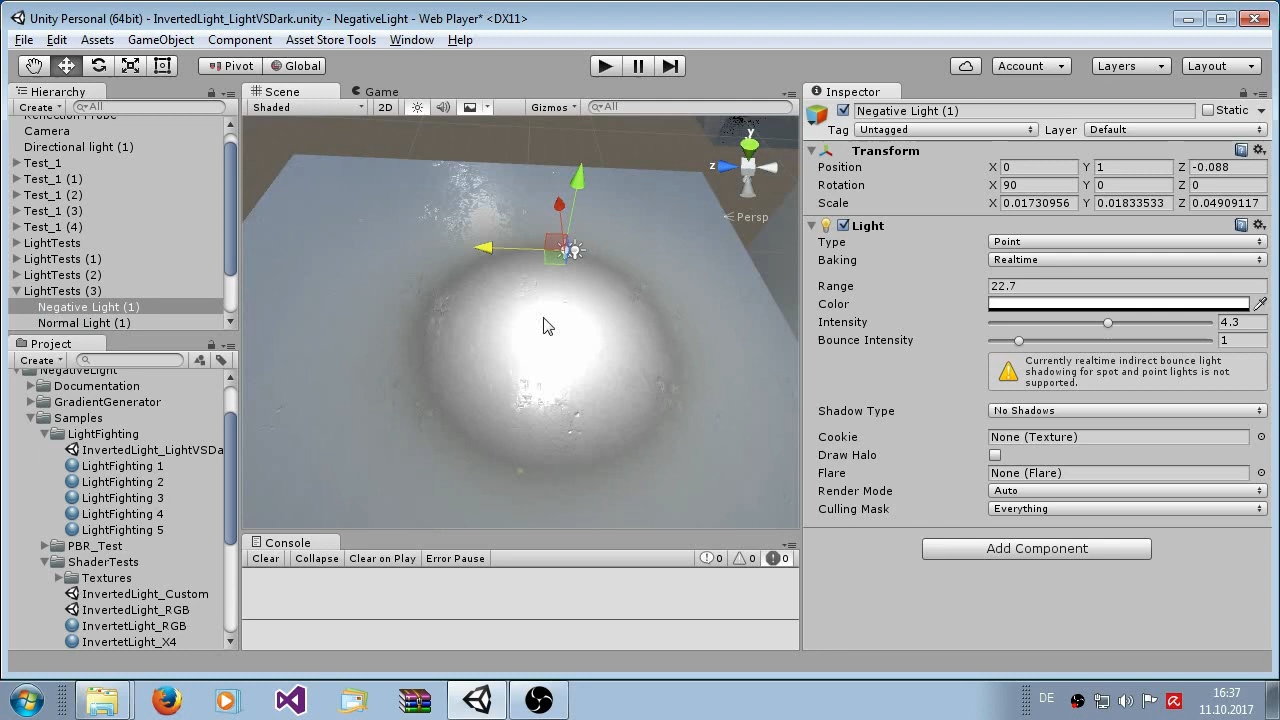 Unity Personal (64bit) - InvertedLight_LightVSDark.unity - NegativeLight - Web Player* <DX11>
File Edit Assets GameObject Component Asset Store Tools Window Help
Pivot Global Account Layers Layout
Hierarchy
Create All
Camera
Directional light (1)
Test_1
Test_1 (1)
Test_1 (2)
Test_1 (3)
Test_1 (4)
LightTests
LightTests (1)
LightTests (2)
LightTests (3)
Negative Light (1)
Normal Light (1)
Project
Create
NegativeLight
Documentation
GradientGenerator
Samples
LightFighting
InvertedLight_LightVSDa
LightFighting 1
LightFighting 2
LightFighting 3
LightFighting 4
LightFighting 5
PBR_Test
ShaderTests
Textures
InvertedLight_Custom
InvertedLight_RGB
InvertetLight_RGB
InvertetLight_X4
Scene Game
Shaded 2D Gizmos All
y
z
Persp
Console
Clear Collapse Clear on Play Error Pause 0 0 0
Inspector
Negative Light (1) Static
Tag Untagged Layer Default
Transform
Position X 0 Y 1 Z -0.088
Rotation X 90 Y 0 Z 0
Scale X 0.01730956 Y 0.01833533 Z 0.04909117
Light
Type Point
Baking Realtime
Range 22.7
Color
Intensity 4.3
Bounce Intensity 1
Currently realtime indirect bounce light
shadowing for spot and point lights is not
supported.
Shadow Type No Shadows
Cookie None (Texture)
Draw Halo
Flare None (Flare)
Render Mode Auto
Culling Mask Everything
Add Component
DE
16:37
11.10.2017